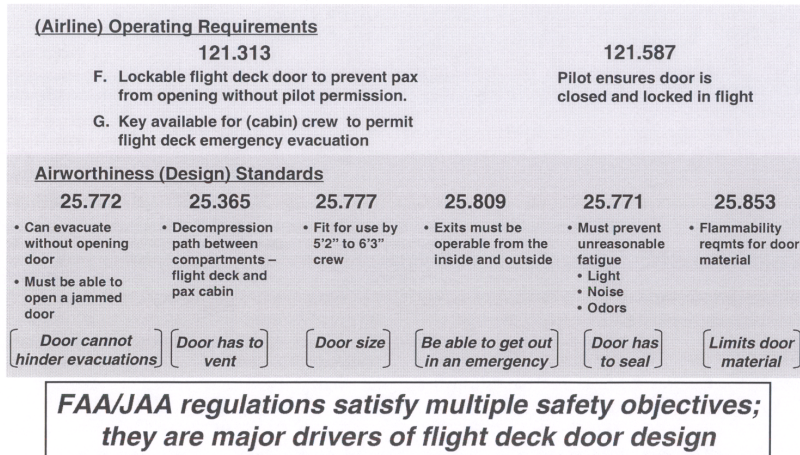 (Airline) Operating Requirements
121.313
F. Lockable flight deck door to prevent pax
from opening without pilot permission.
G. Key available for (cabin) crew to permit
flight deck emergency evacuation
121.587
Pilot ensures door is
closed and locked in flight
Airworthiness (Design) Standards
25.772
• Can evacuate
without opening
door
• Must be able to
open a jammed
door
Door cannot
hinder evacuations
25.365
• Decompression
path between
compartments –
flight deck and
pax cabin
Door has to
vent
25.777
• Fit for use by
5'2" to 6'3"
crew
Door size
25.809
• Exits must be
operable from the
inside and outside
Be able to get out
in an emergency
25.771
• Must prevent
unreasonable
fatigue
• Light
• Noise
• Odors
Door has
to seal
25.853
• Flammability
reqmts for door
material
Limits door
material
FAA/JAA regulations satisfy multiple safety objectives;
they are major drivers of flight deck door design